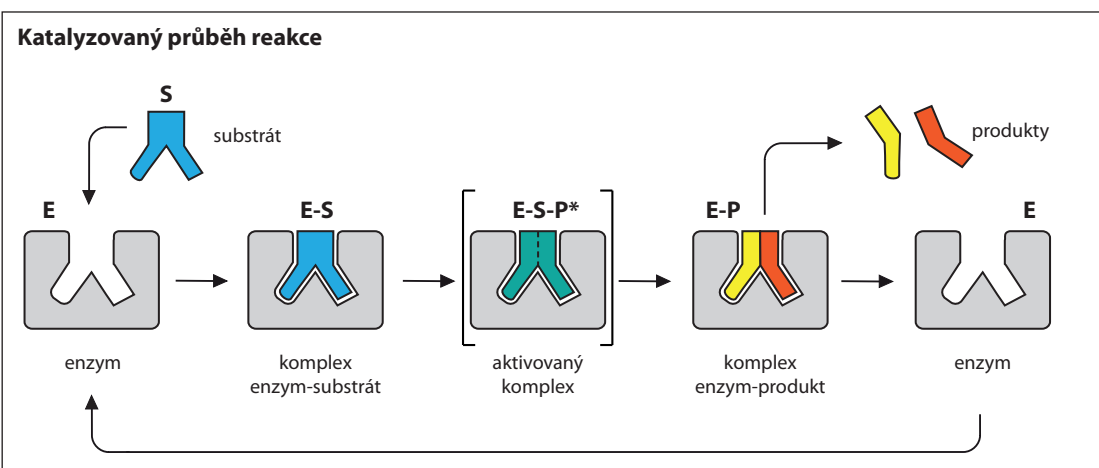 Katalyzovaný průběh reakce
S
substrát
produkty
E
E-S
E-S-P*
E-P
E
enzym
komplex
enzym-substrát
aktivovaný
komplex
komplex
enzym-produkt
enzym